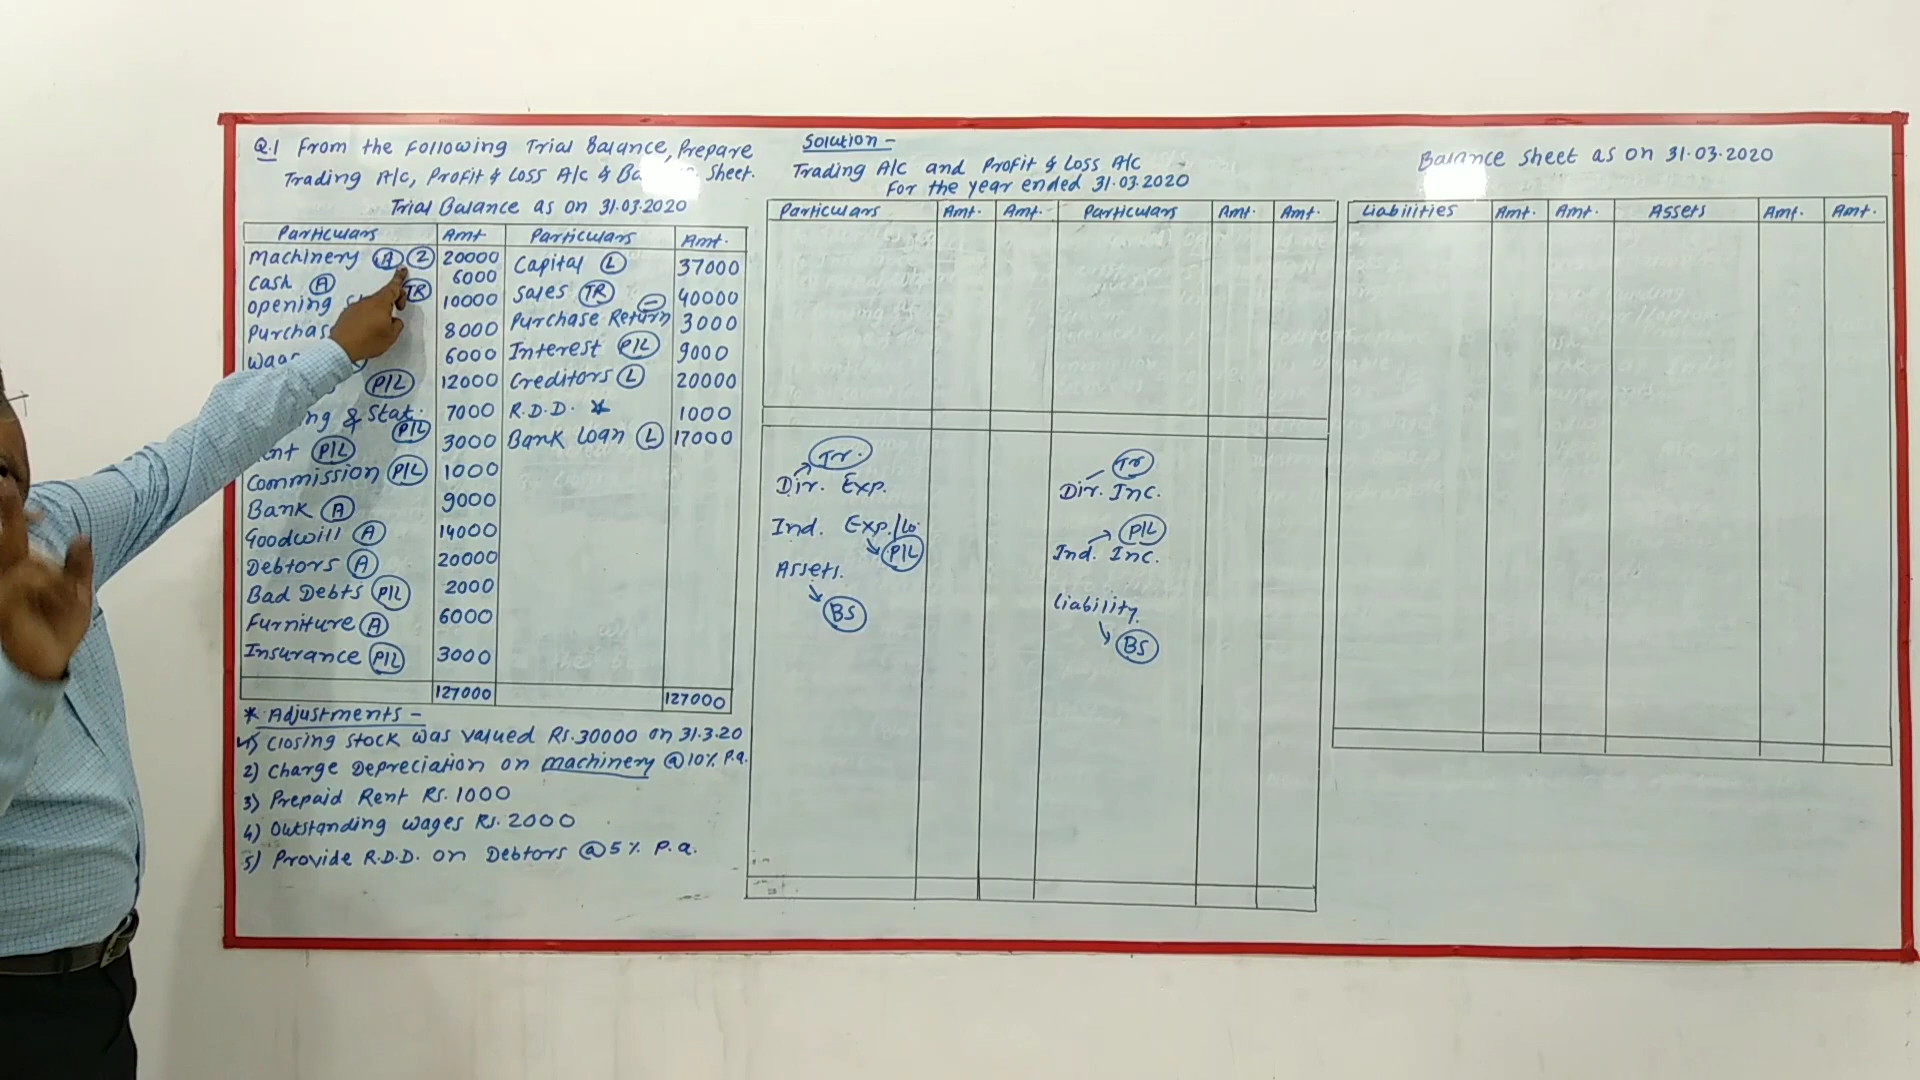 Q.1 From the Following Trial Balance, Prepare
Trading A/c, Profit & Loss A/c & Sheet.
Trial Balance as on 31.03.2020
Particulars Amt Particulars Amt.
Machinery (A) (2) 20000 Capital (L) 37000
Cash (A) 6000
Opening (TR) 10000 Sales (TR) 40000
8000 Purchase Return (-) 3000
6000 Interest (P/L) 9000
(P/L) 12000 Creditors (L) 20000
& Stat. (P/L) 7000 R.D.D. * 1000
(P/L) 3000 Bank Loan (L) 17000
Commission (P/L) 1000
Bank (A) 9000
Goodwill (A) 14000
Debtors (A) 20000
Bad Debts (P/L) 2000
Furniture (A) 6000
Insurance (P/L) 3000
127000 127000
* Adjustments -
1) Closing Stock was valued Rs.30000 on 31.3.20
2) Charge Depreciation on machinery @10% P.a.
3) Prepaid Rent Rs.1000
4) Outstanding wages Rs.2000
5) Provide R.D.D. on Debtors @5% P.a.
Solution -
Trading A/c and Profit & Loss A/c
For the year ended 31.03.2020
Particulars Amt. Amt. Particulars Amt. Amt.
Tr.
Dir. Exp.
Ind. Exp./Lo.
P/L
Assets.
BS
Tr
Dir. Inc.
P/L
Ind. Inc.
Liability.
BS
Balance Sheet as on 31.03.2020
Liabilities Amt. Amt. Assets Amt. Amt.